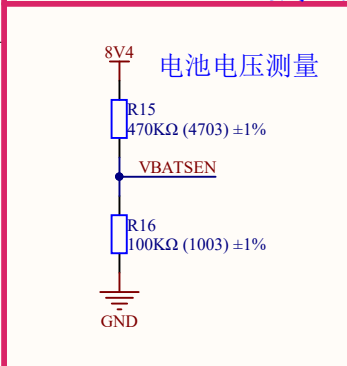 8V4
电池电压测量
R15
470KΩ (4703) ±1%
VBATSEN
R16
100KΩ (1003) ±1%
GND